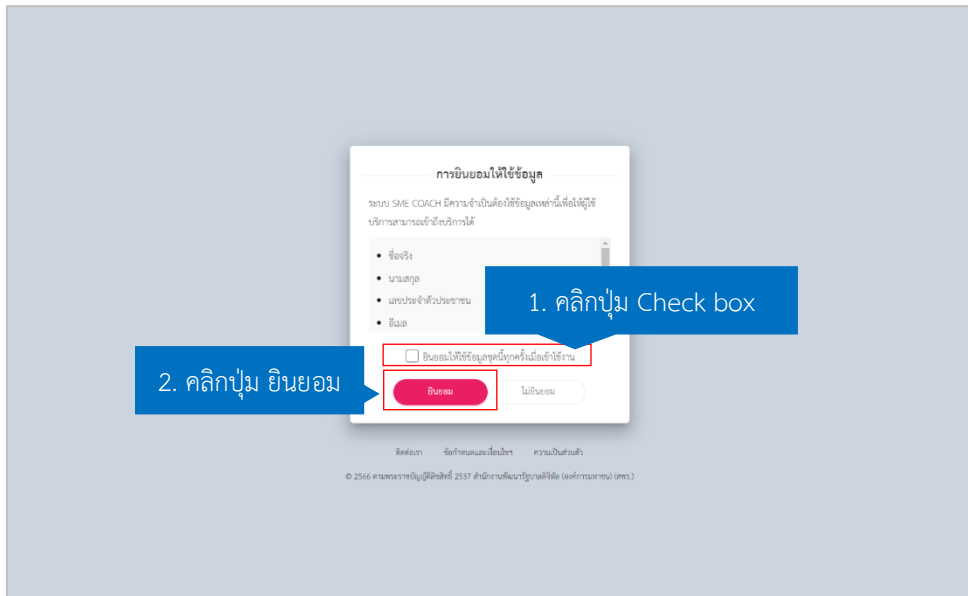 การยินยอมให้ใช้ข้อมูล
ระบบ SME COACH มีความจำเป็นต้องใช้ข้อมูลเหล่านี้เพื่อให้ผู้ใช้
บริการสามารถเข้าถึงบริการได้
• ชื่อจริง
• นามสกุล
• เลขประจำตัวประชาชน
• อีเมล
1. คลิกปุ่ม Check box
ยินยอมให้ใช้ข้อมูลชุดนี้ทุกครั้งเมื่อเข้าใช้งาน
2. คลิกปุ่ม ยินยอม
ยินยอม
ไม่ยินยอม
ติดต่อเรา ข้อกำหนดและเงื่อนไขฯ ความเป็นส่วนตัว
© 2566 ตามพระราชบัญญัติลิขสิทธิ์ 2537 สำนักงานพัฒนารัฐบาลดิจิทัล (องค์การมหาชน) (สพร.)